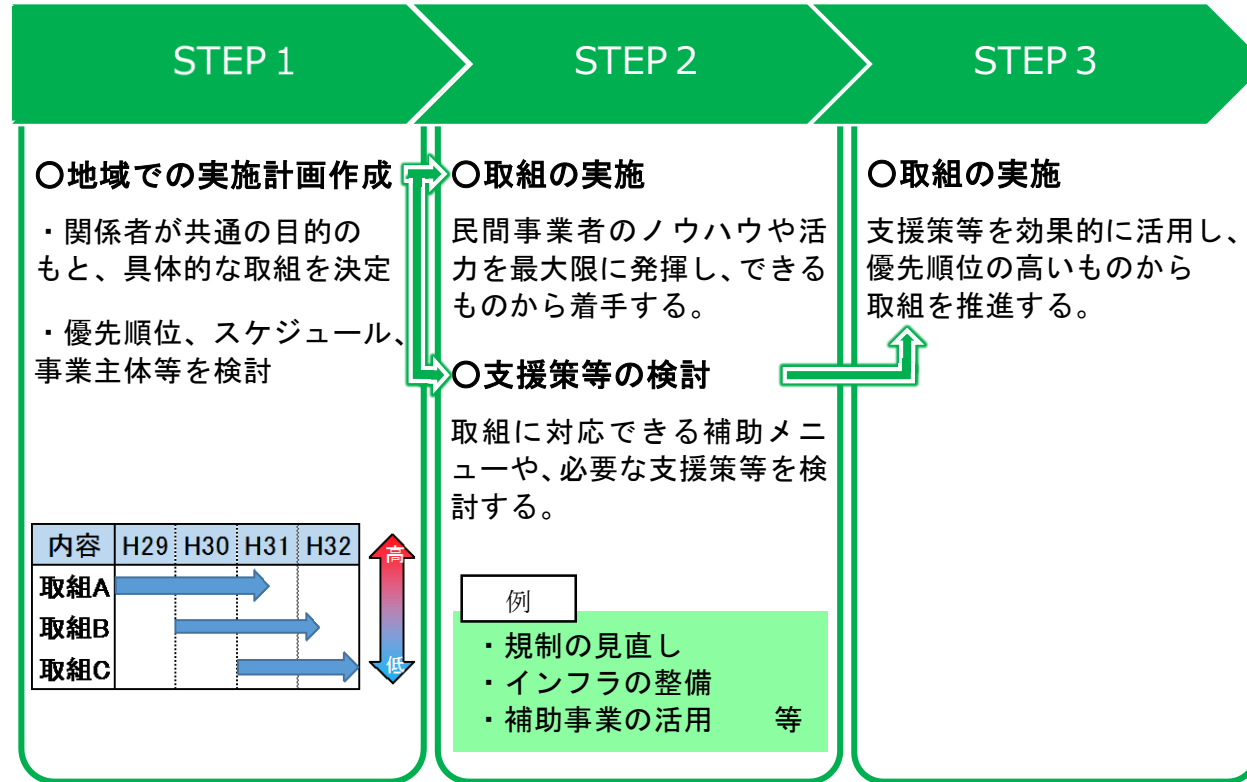 STEP１
STEP２
STEP３
〇地域での実施計画作成
・関係者が共通の目的の
もと、具体的な取組を決定
・優先順位、スケジュール、
事業主体等を検討
内容 H29 H30 H31 H32
取組A
取組B
取組C
高
低
〇取組の実施
民間事業者のノウハウや活
力を最大限に発揮し、できる
ものから着手する。
〇支援策等の検討
取組に対応できる補助メニ
ューや、必要な支援策等を検
討する。
例
・規制の見直し
・インフラの整備
・補助事業の活用　　等
〇取組の実施
支援策等を効果的に活用し、
優先順位の高いものから
取組を推進する。